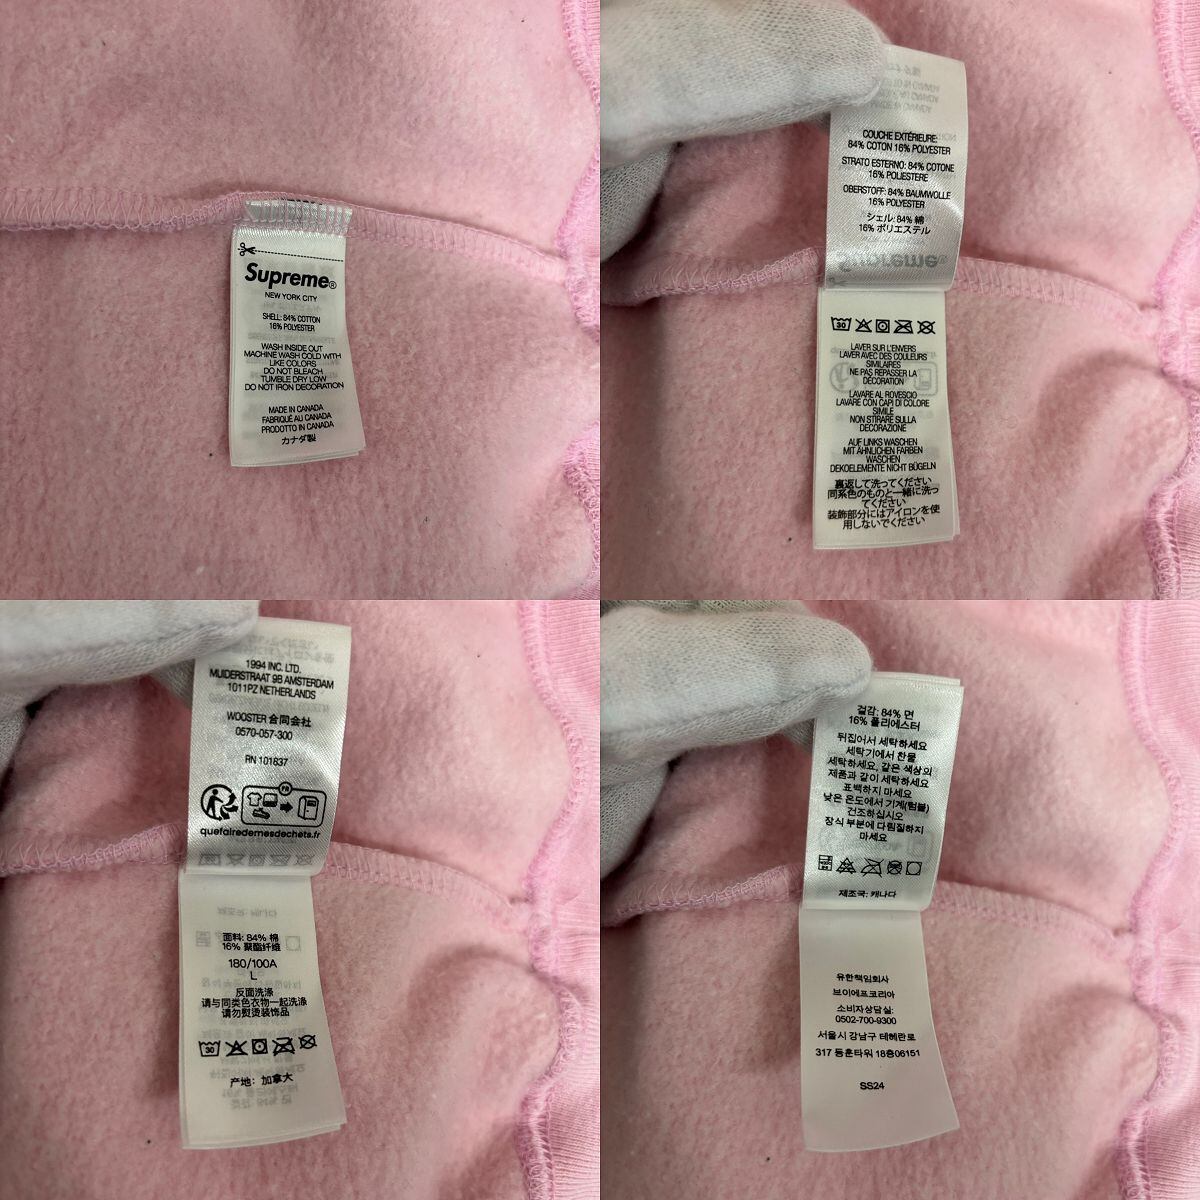 Supreme®
NEW YORK CITY
SHELL: 84% COTTON
16% POLYESTER
WASH INSIDE OUT
MACHINE WASH COLD WITH
LIKE COLORS
DO NOT BLEACH
TUMBLE DRY LOW
DO NOT IRON DECORATION
MADE IN CANADA
FABRIQUÉ AU CANADA
PRODOTTO IN CANADA
カナダ製
COUCHE EXTÉRIEURE:
84% COTON 16% POLYESTER
STRATO ESTERNO: 84% COTONE
16% POLIESTERE
OBERSTOFF: 84% BAUMWOLLE
16% POLYESTER
シェル: 84% 綿
16% ポリエステル
30
LAVER SUR L'ENVERS
LAVER AVEC DES COULEURS
SIMILAIRES
NE PAS REPASSER LA
DÉCORATION
LAVARE AL ROVESCIO
LAVARE CON CAPI DI COLORE
SIMILE
NON STIRARE SULLA
DECORAZIONE
AUF LINKS WASCHEN
MIT ÄHNLICHEN FARBEN
WASCHEN
DEKOELEMENTE NICHT BÜGELN
裏返して洗ってください
同系色のものと一緒に洗っ
てください
装飾部分にはアイロンを使
用しないでください
1994 INC. LTD.
MUIDERSTRAAT 9B AMSTERDAM
1011PZ NETHERLANDS
WOOSTER 合同会社
0570-057-300
RN 101837
FR
quefairedemesdechets.fr
面料: 84% 棉
16% 聚酯纤维
180/100A
L
反面洗涤
请与同类色衣物一起洗涤
请勿熨烫装饰品
30
产地: 加拿大
겉감: 84% 면
16% 폴리에스터
뒤집어서 세탁하세요
세탁기에서 찬물
세탁하세요, 같은 색상의
제품과 같이 세탁하세요
표백하지 마세요
낮은 온도에서 기계(텀블)
건조하십시오
장식 부분에 다림질하지
마세요
제조국: 캐나다
유한책임회사
브이에프코리아
소비자상담실:
0502-700-9300
서울시 강남구 테헤란로
317 동훈타워 18층06151
SS24